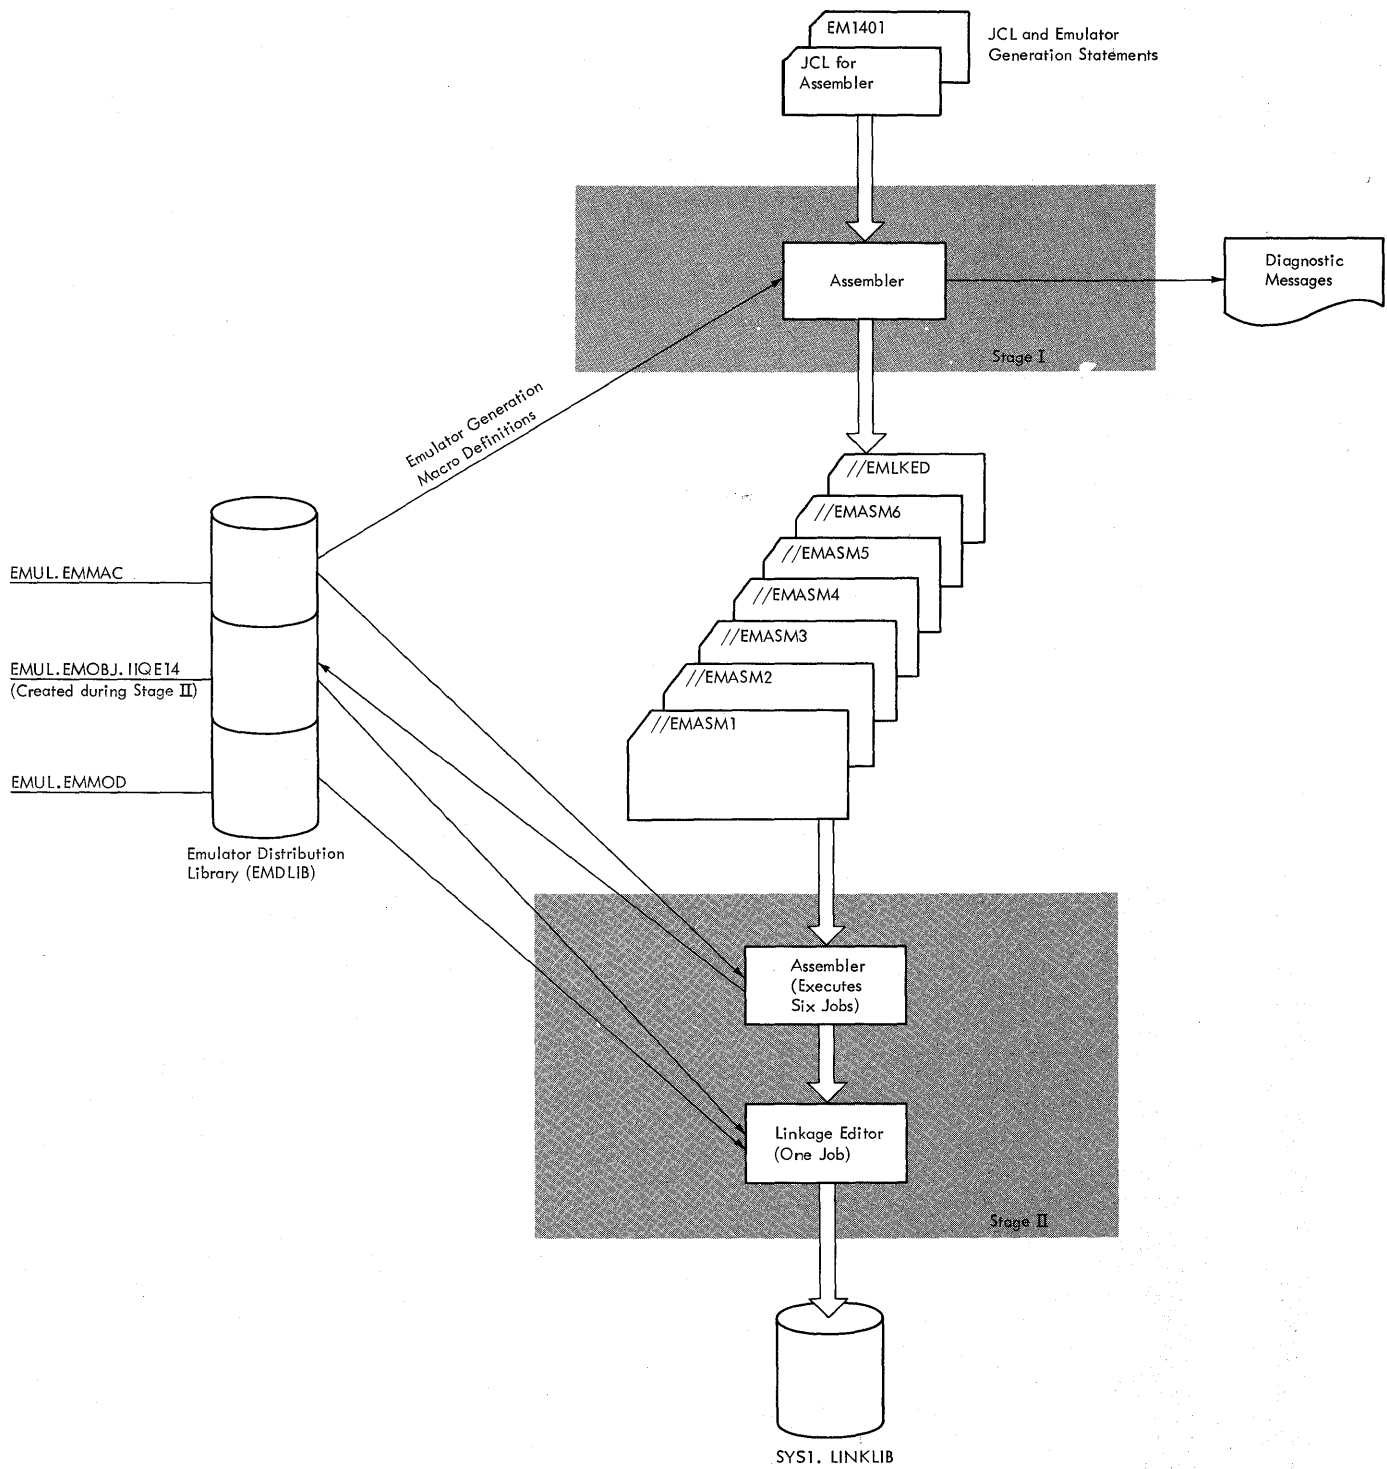 EM1401
JCL for
Assembler
JCL and Emulator
Generation Statements
Assembler
Diagnostic
Messages
Stage I
Emulator Generation
Macro Definitions
//EMLKED
//EMASM6
//EMASM5
//EMASM4
//EMASM3
//EMASM2
//EMASM1
EMUL.EMMAC
EMUL.EMOBJ.IIQE14
(Created during Stage II)
EMUL.EMMOD
Emulator Distribution
Library (EMDLIB)
Assembler
(Executes
Six Jobs)
Linkage Editor
(One Job)
Stage II
SYS1. LINKLIB